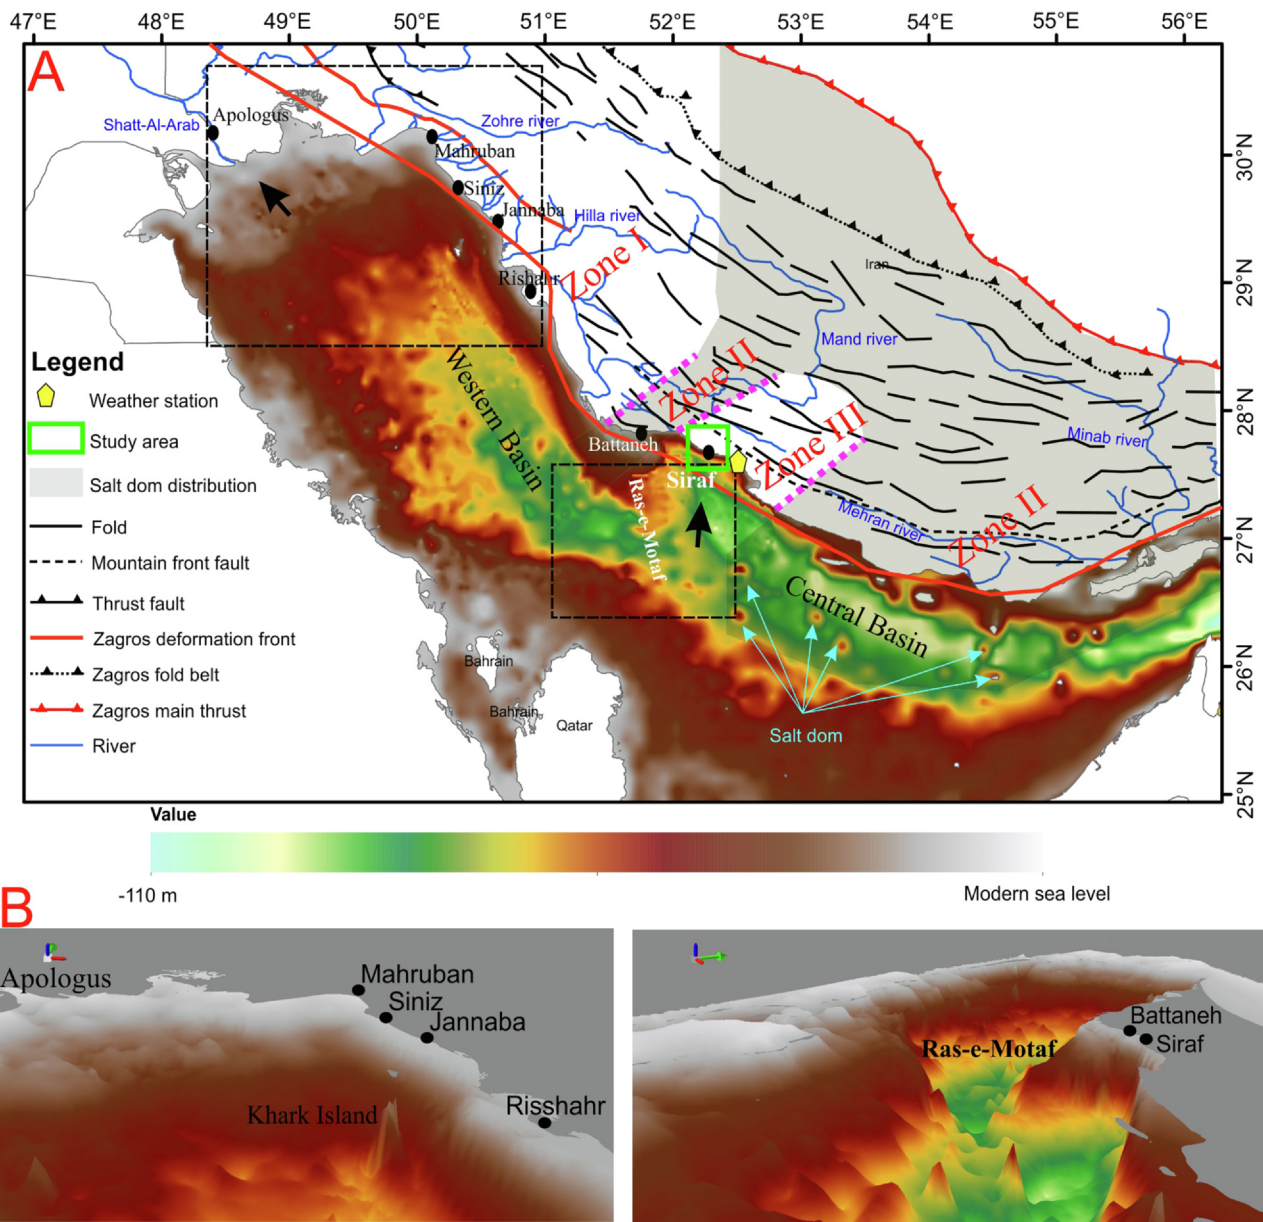 47°E 48°E 49°E 50°E 51°E 52°E 53°E 54°E 55°E 56°E
A
Apologus
Shatt-Al-Arab
Zohre river
Mahruban
30°N
Siniz
Jannaba
Hilla river
Zone I
Iran
Rishahr
29°N
Mand river
Legend
Weather station
Study area
Salt dom distribution
Fold
Mountain front fault
Thrust fault
Zagros deformation front
Zagros fold belt
Zagros main thrust
River
Western Basin
Zone II
28°N
Battaneh
Zone III
Minab river
Siraf
Ras-e-Motaf
Mehran river
Zone II
27°N
Central Basin
Bahrain
26°N
Bahrain
Qatar
Salt dom
25°N
Value
-110 m
Modern sea level
B
Apologus
Mahruban
Siniz
Jannaba
Khark Island
Risshahr
Battaneh
Siraf
Ras-e-Motaf